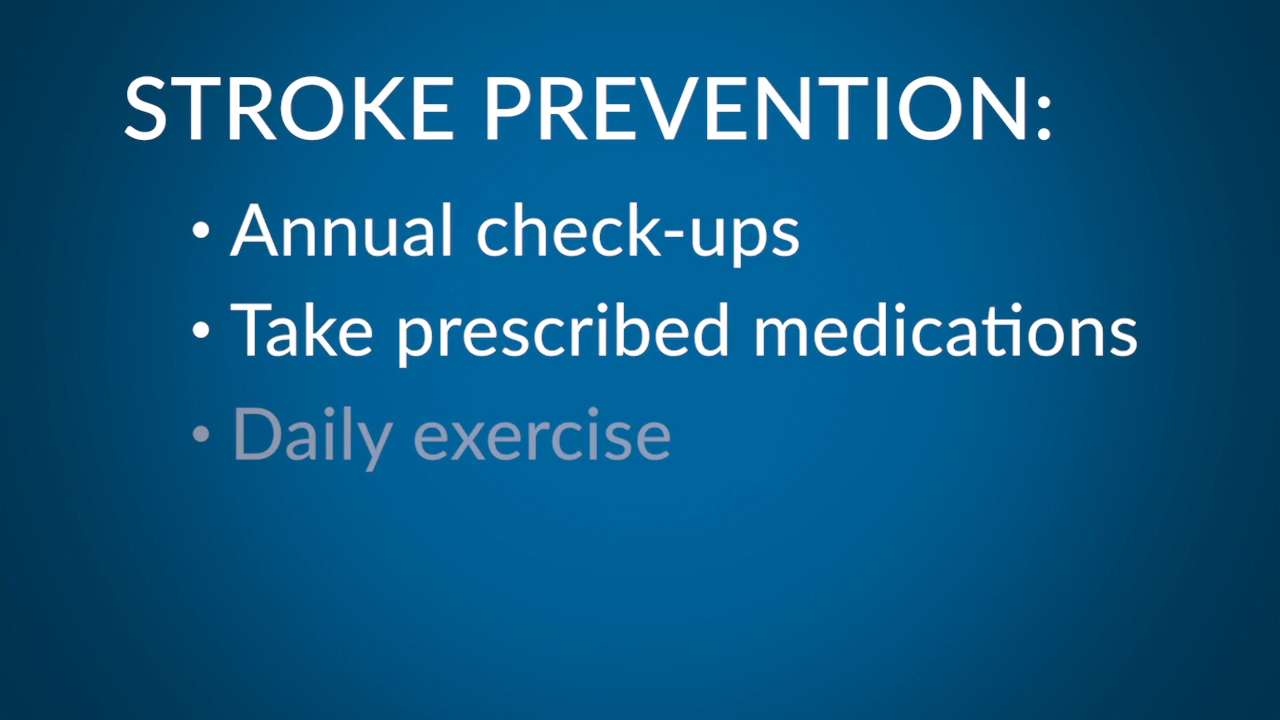 STROKE PREVENTION:
• Annual check-ups
• Take prescribed medications
• Daily exercise